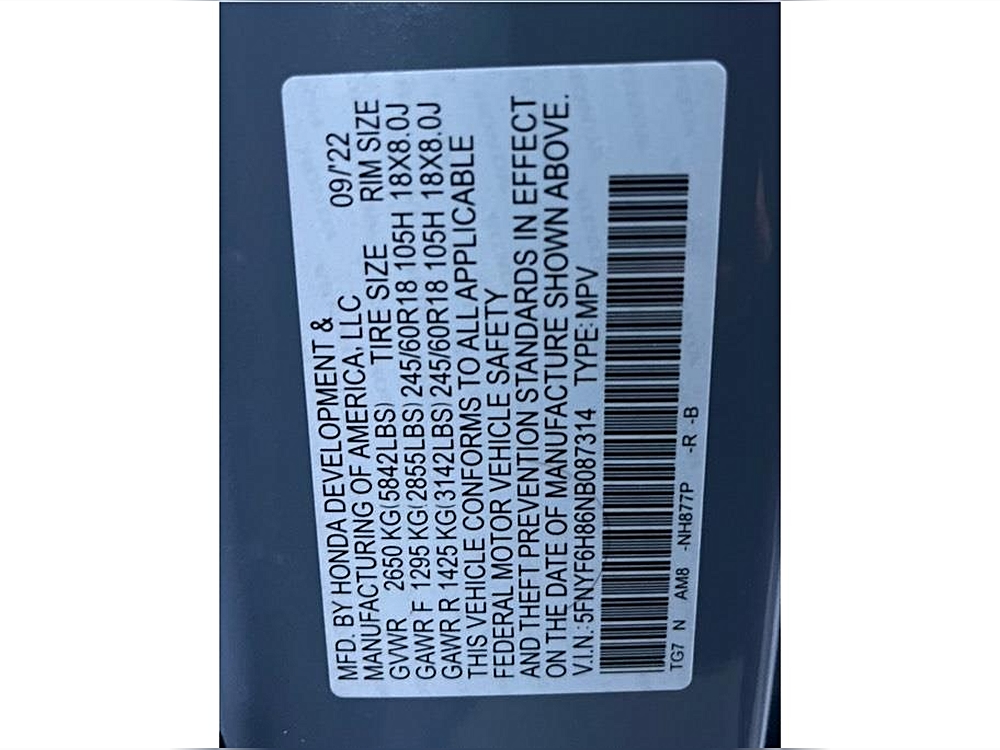 MFD. BY HONDA DEVELOPMENT &
MANUFACTURING OF AMERICA, LLC 09/'22
GVWR 2650 KG(5842LBS) TIRE SIZE RIM SIZE
GAWR F 1295 KG(2855LBS) 245/60R18 105H 18X8.0J
GAWR R 1425 KG(3142LBS) 245/60R18 105H 18X8.0J
THIS VEHICLE CONFORMS TO ALL APPLICABLE
FEDERAL MOTOR VEHICLE SAFETY
AND THEFT PREVENTION STANDARDS IN EFFECT
ON THE DATE OF MANUFACTURE SHOWN ABOVE.
V.I.N.: 5FNYF6H86NB087314 TYPE: MPV
TG7 N AM8 -NH877P -R -B